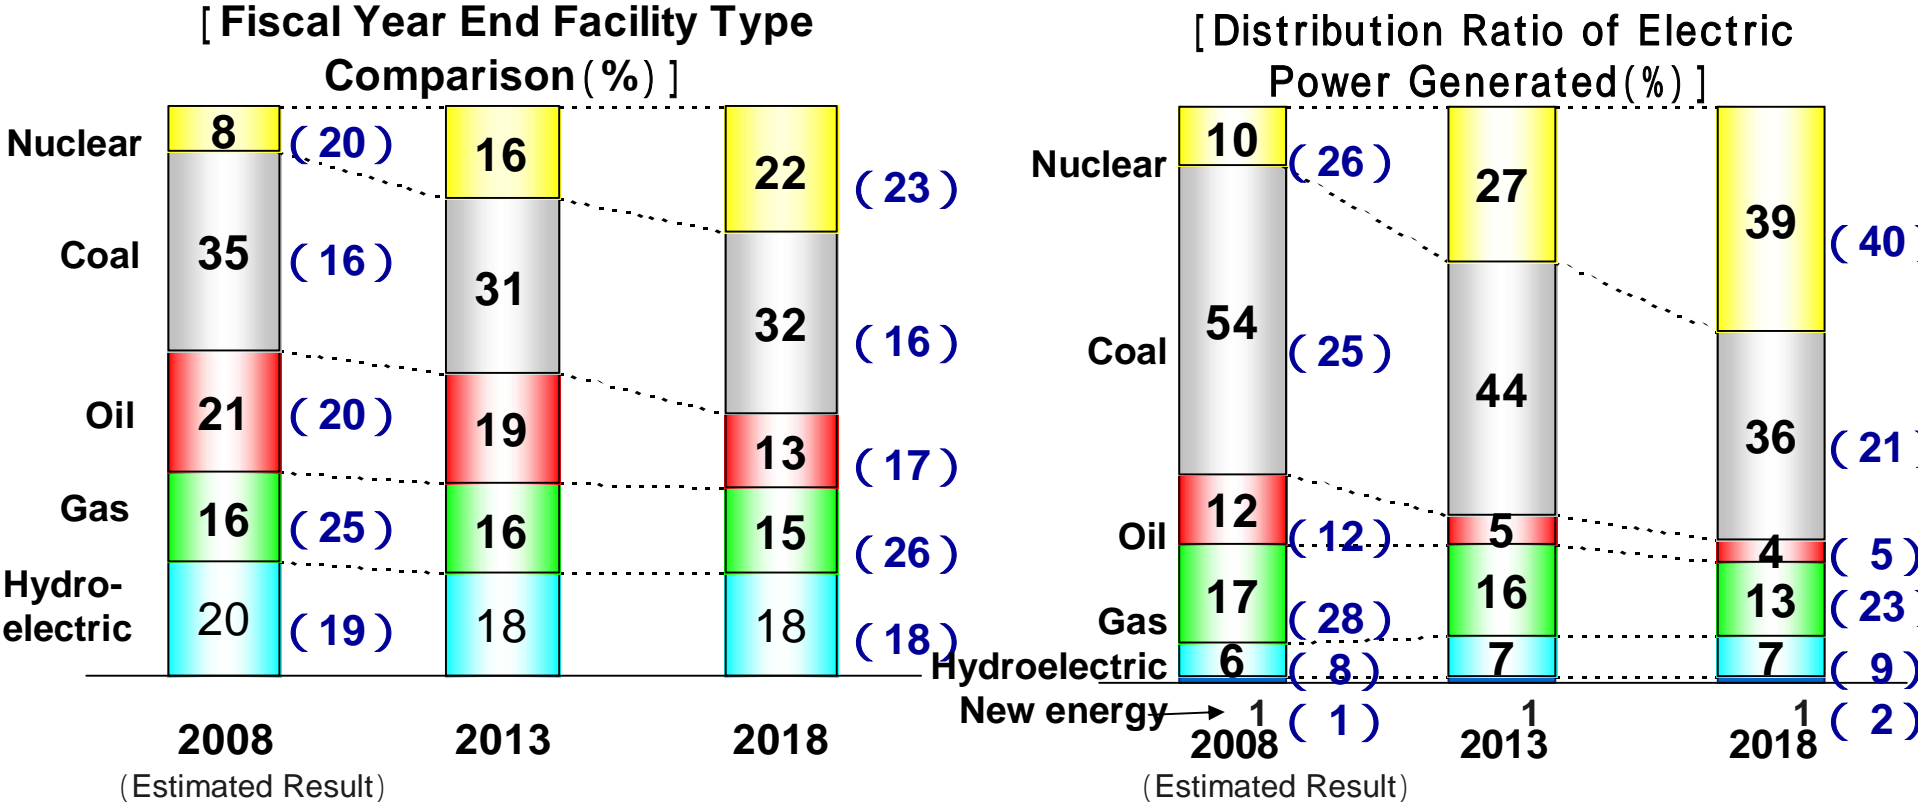 [ Fiscal Year End Facility Type
Comparison (%) ]
Nuclear 8 ( 20 ) 16 22 ( 23 )
Coal 35 ( 16 ) 31 32 ( 16 )
Oil 21 ( 20 ) 19 13 ( 17 )
Gas 16 ( 25 ) 16 15 ( 26 )
Hydro-
electric 20 ( 19 ) 18 18 ( 18 )
2008 2013 2018
(Estimated Result)
[ Distribution Ratio of Electric
Power Generated (%) ]
Nuclear 10 ( 26 ) 27 39 ( 40 )
Coal 54 ( 25 ) 44 36 ( 21 )
Oil 12 ( 12 ) 5 4 ( 5 )
Gas 17 ( 28 ) 16 13 ( 23 )
Hydroelectric 6 ( 8 ) 7 7 ( 9 )
New energy 1 ( 1 ) 1 1 ( 2 )
2008 2013 2018
(Estimated Result)